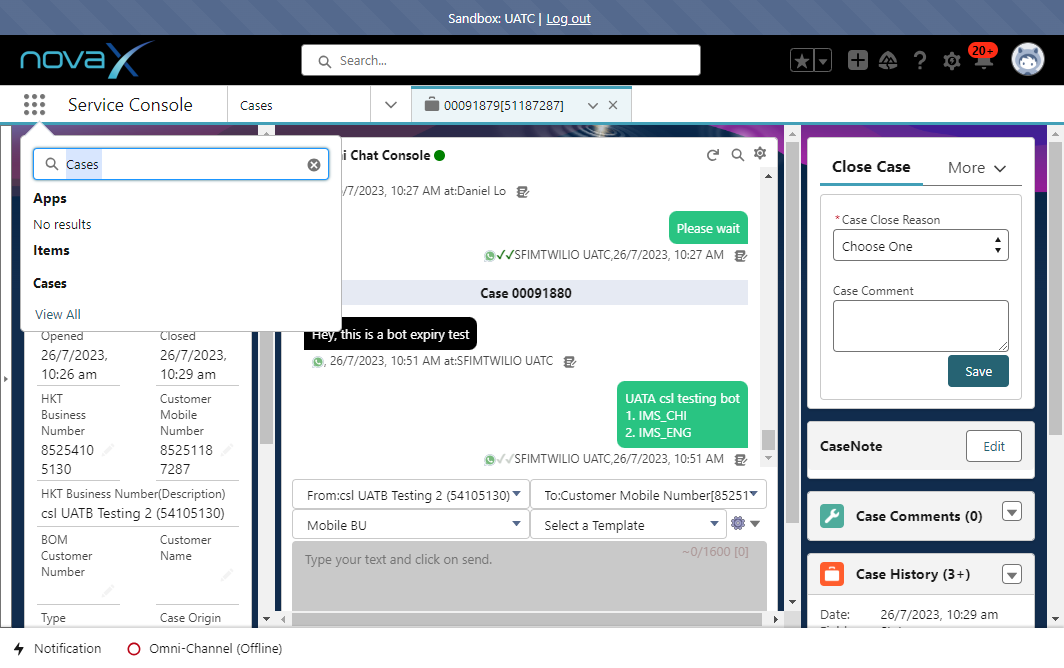 Sandbox: UATC | Log out
novaX
Search...
20+
Service Console
Cases
00091879[51187287]
Cases
Apps
No results
Items
Cases
View All
Opened
Closed
26/7/2023,
10:26 am
26/7/2023,
10:29 am
HKT
Business
Number
Customer
Mobile
Number
8525410
5130
8525118
7287
HKT Business Number(Description)
csl UATB Testing 2 (54105130)
BOM
Customer
Number
Customer
Name
Type
Case Origin
i Chat Console
/7/2023, 10:27 AM at:Daniel Lo
Please wait
SFIMTWILIO UATC,26/7/2023, 10:27 AM
Case 00091880
Hey, this is a bot expiry test
, 26/7/2023, 10:51 AM at:SFIMTWILIO UATC
UATA csl testing bot
1. IMS_CHI
2. IMS_ENG
SFIMTWILIO UATC,26/7/2023, 10:51 AM
From:csl UATB Testing 2 (54105130)
To:Customer Mobile Number[85251
Mobile BU
Select a Template
Type your text and click on send.
~0/1600 [0]
Close Case
More
*Case Close Reason
Choose One
Case Comment
Save
CaseNote
Edit
Case Comments (0)
Case History (3+)
Date:
26/7/2023, 10:29 am
Notification
Omni-Channel (Offline)